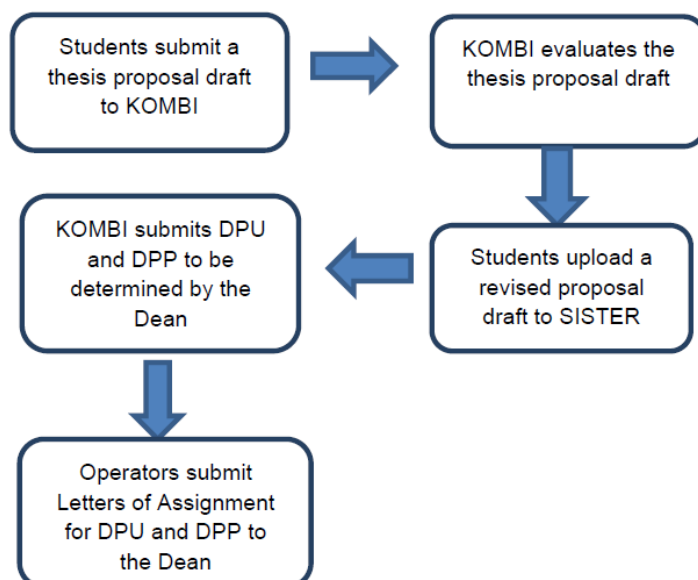 Students submit a
thesis proposal draft
to KOMBI
KOMBI evaluates the
thesis proposal draft
Students upload a
revised proposal
draft to SISTER
KOMBI submits DPU
and DPP to be
determined by the
Dean
Operators submit
Letters of Assignment
for DPU and DPP to
the Dean